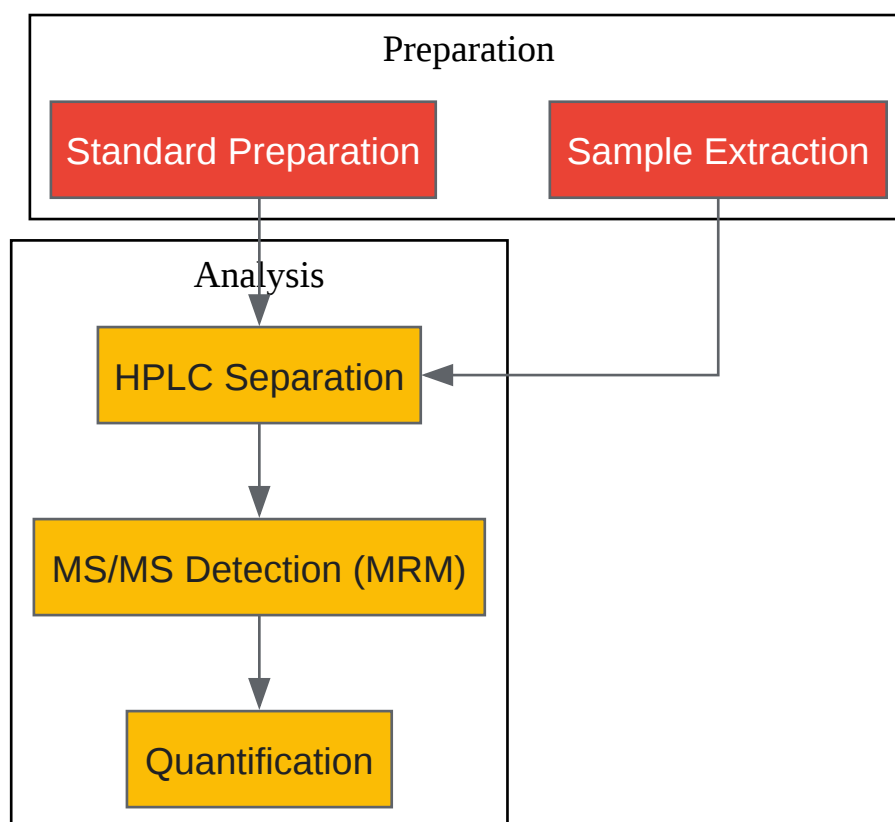 Preparation
Standard Preparation
Sample Extraction
Analysis
HPLC Separation
MS/MS Detection (MRM)
Quantification